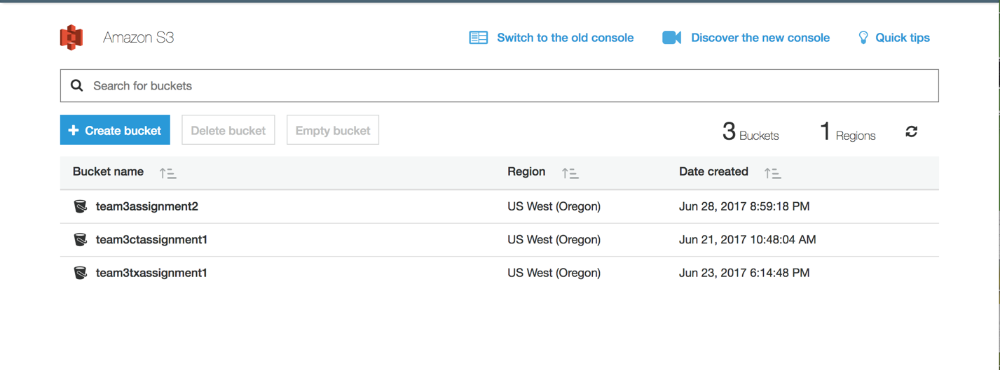 Amazon S3 Switch to the old console Discover the new console Quick tips
Search for buckets
Create bucket Delete bucket Empty bucket 3 Buckets 1 Regions
Bucket name Region Date created
team3assignment2 US West (Oregon) Jun 28, 2017 8:59:18 PM
team3ctassignment1 US West (Oregon) Jun 21, 2017 10:48:04 AM
team3txassignment1 US West (Oregon) Jun 23, 2017 6:14:48 PM